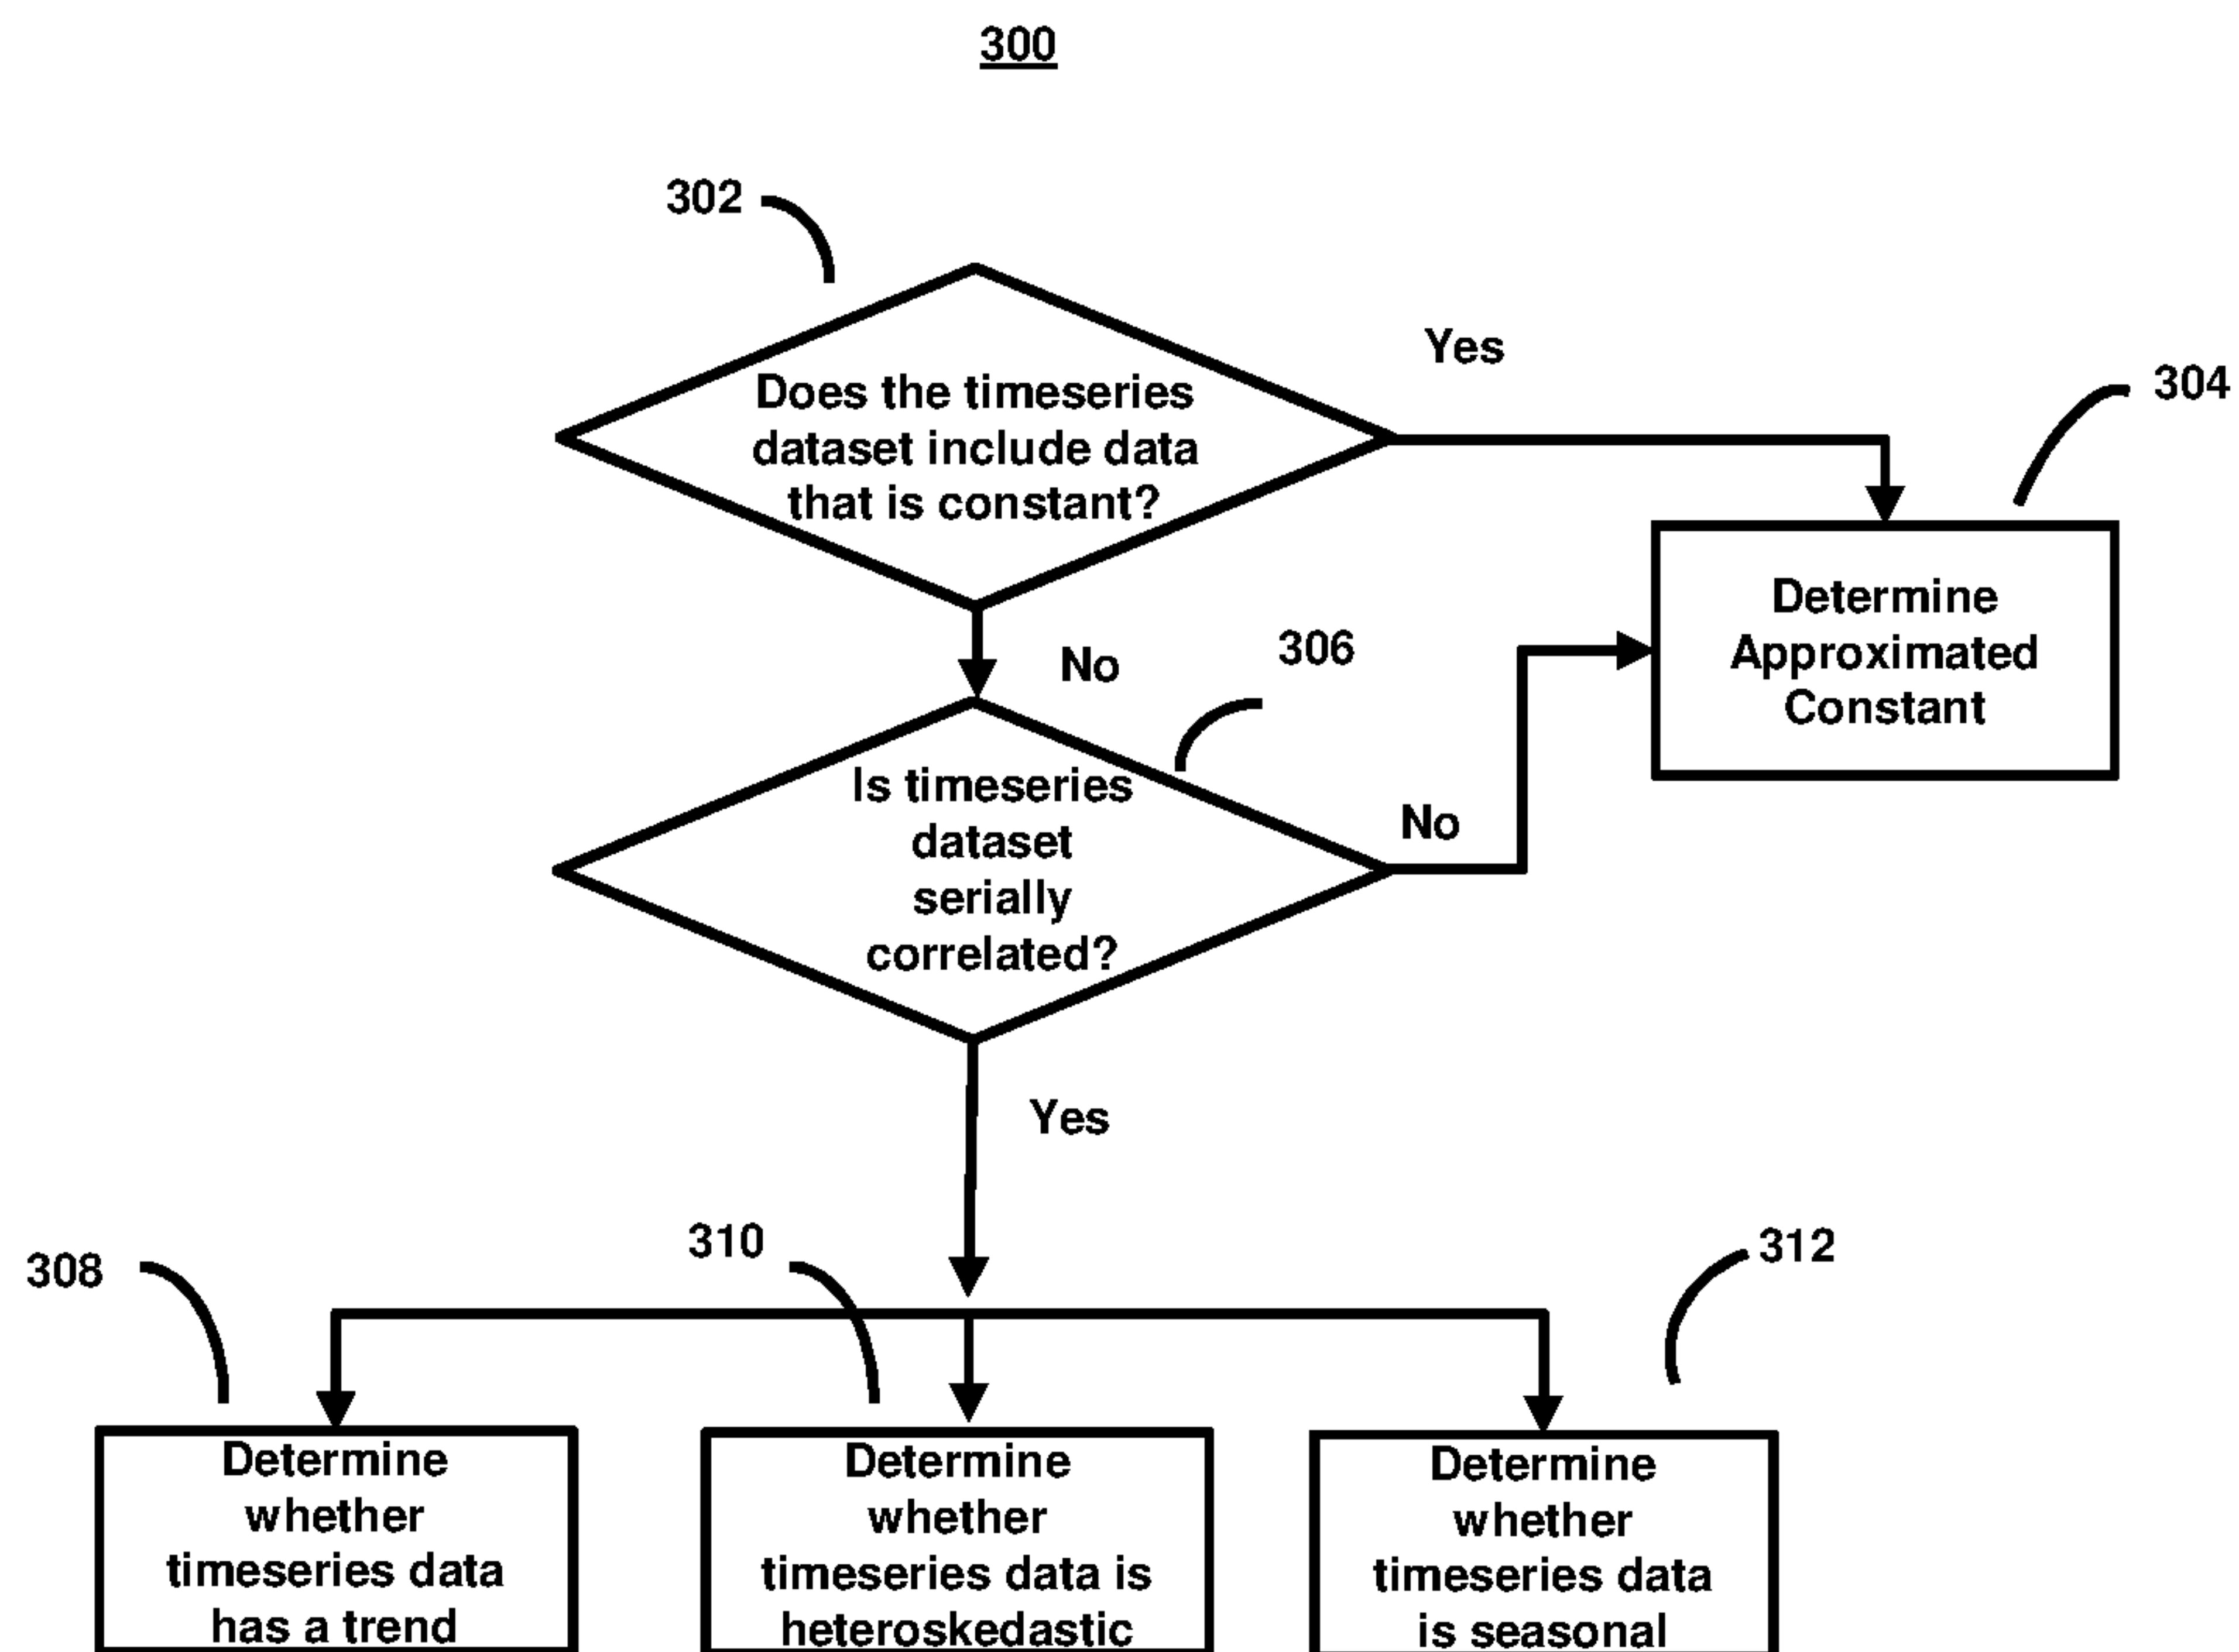 300
302
Does the timeseries
dataset include data
that is constant?
Yes
304
Determine
Approximated
Constant
No
306
Is timeseries
dataset
serially
correlated?
No
Yes
308
310
312
Determine
whether
timeseries data
has a trend
Determine
whether
timeseries data is
heteroskedastic
Determine
whether
timeseries data
is seasonal